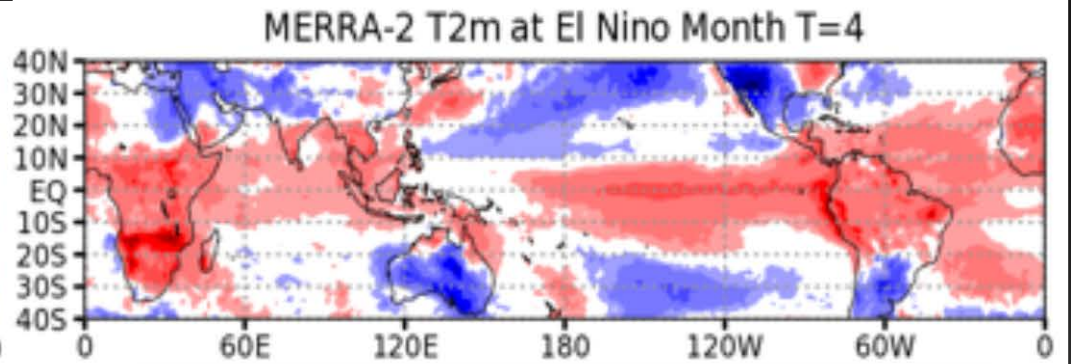 MERRA-2 T2m at El Nino Month T=4
40N
30N
20N
10N
EQ
10S
20S
30S
40S
0 60E 120E 180 120W 60W 0